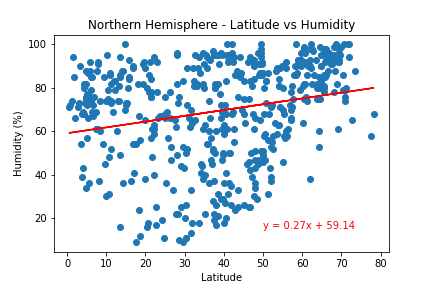 Northern Hemisphere - Latitude vs Humidity
Humidity (%)
100
80
60
40
20
y = 0.27x + 59.14
0 10 20 30 40 50 60 70 80
Latitude